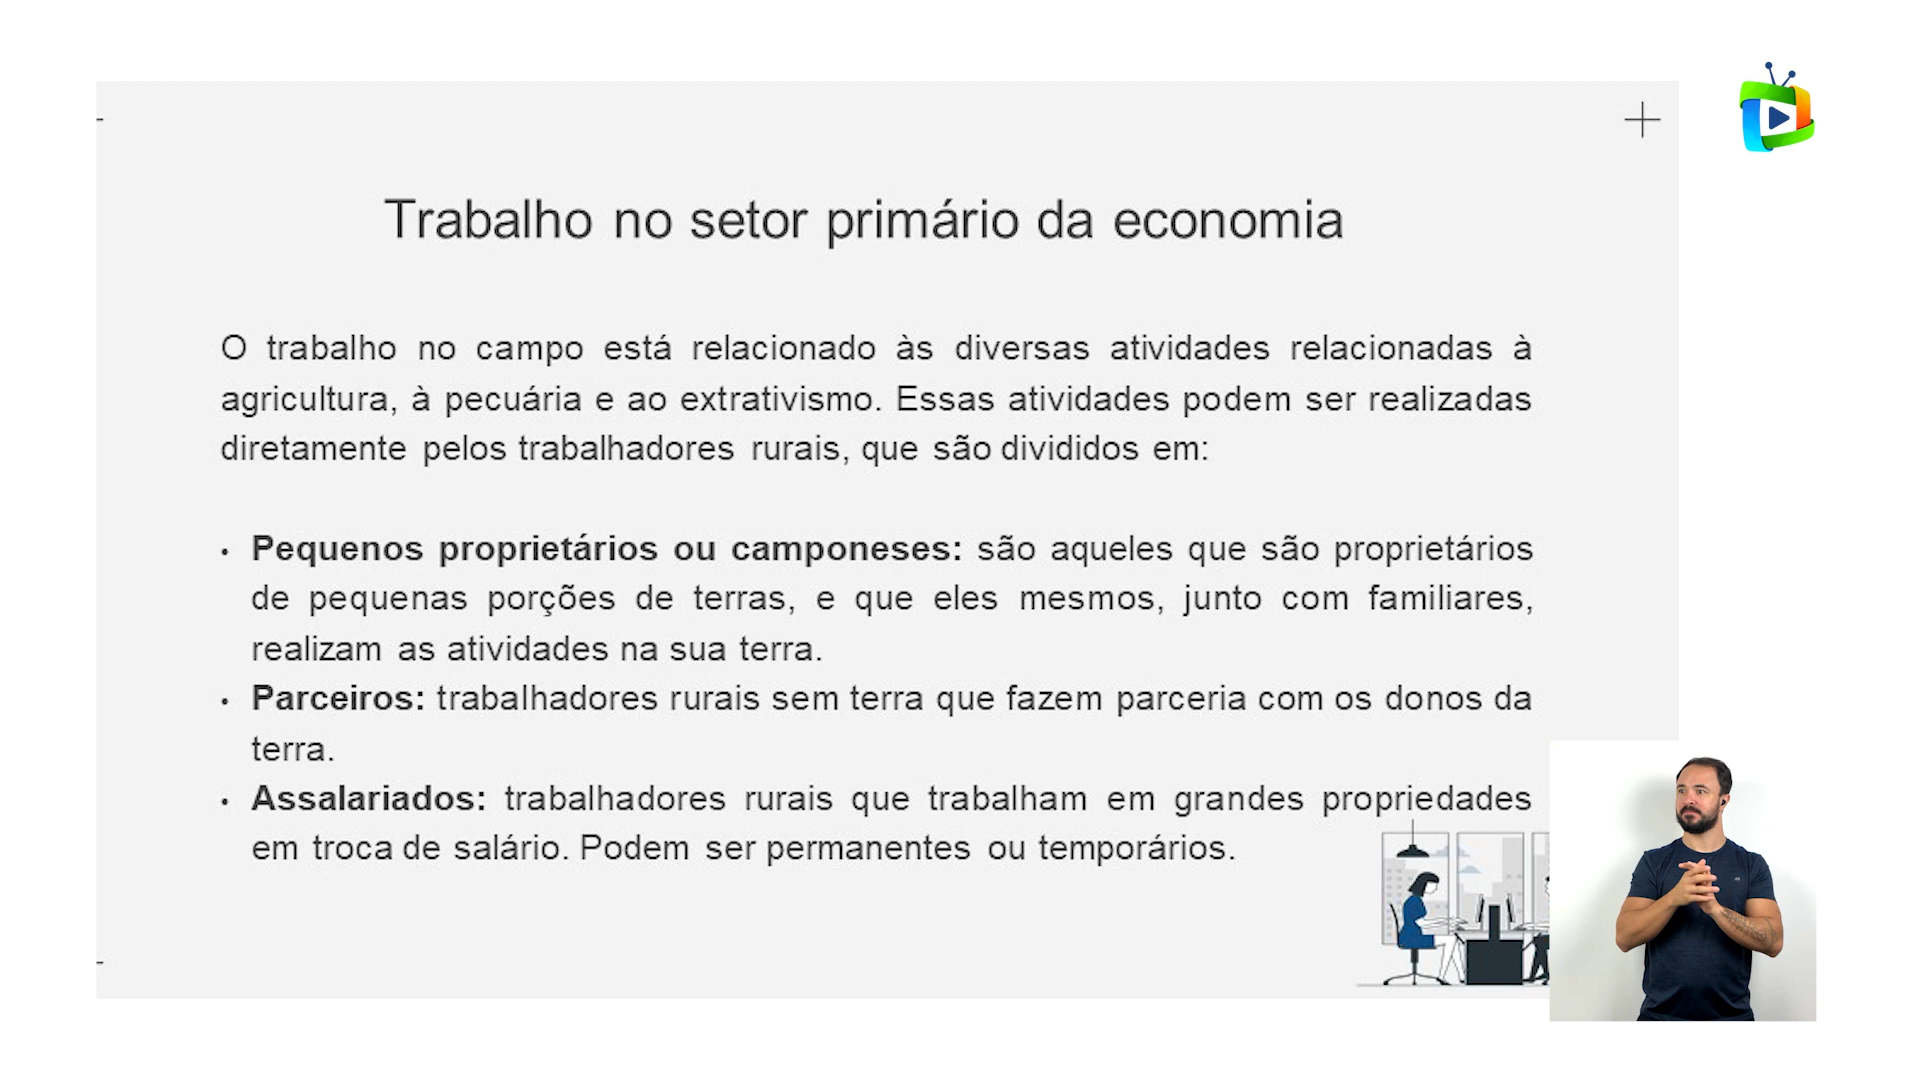 Trabalho no setor primário da economia
O trabalho no campo está relacionado às diversas atividades relacionadas à
agricultura, à pecuária e ao extrativismo. Essas atividades podem ser realizadas
diretamente pelos trabalhadores rurais, que são divididos em:
• Pequenos proprietários ou camponeses: são aqueles que são proprietários
de pequenas porções de terras, e que eles mesmos, junto com familiares,
realizam as atividades na sua terra.
• Parceiros: trabalhadores rurais sem terra que fazem parceria com os donos da
terra.
• Assalariados: trabalhadores rurais que trabalham em grandes propriedades
em troca de salário. Podem ser permanentes ou temporários.